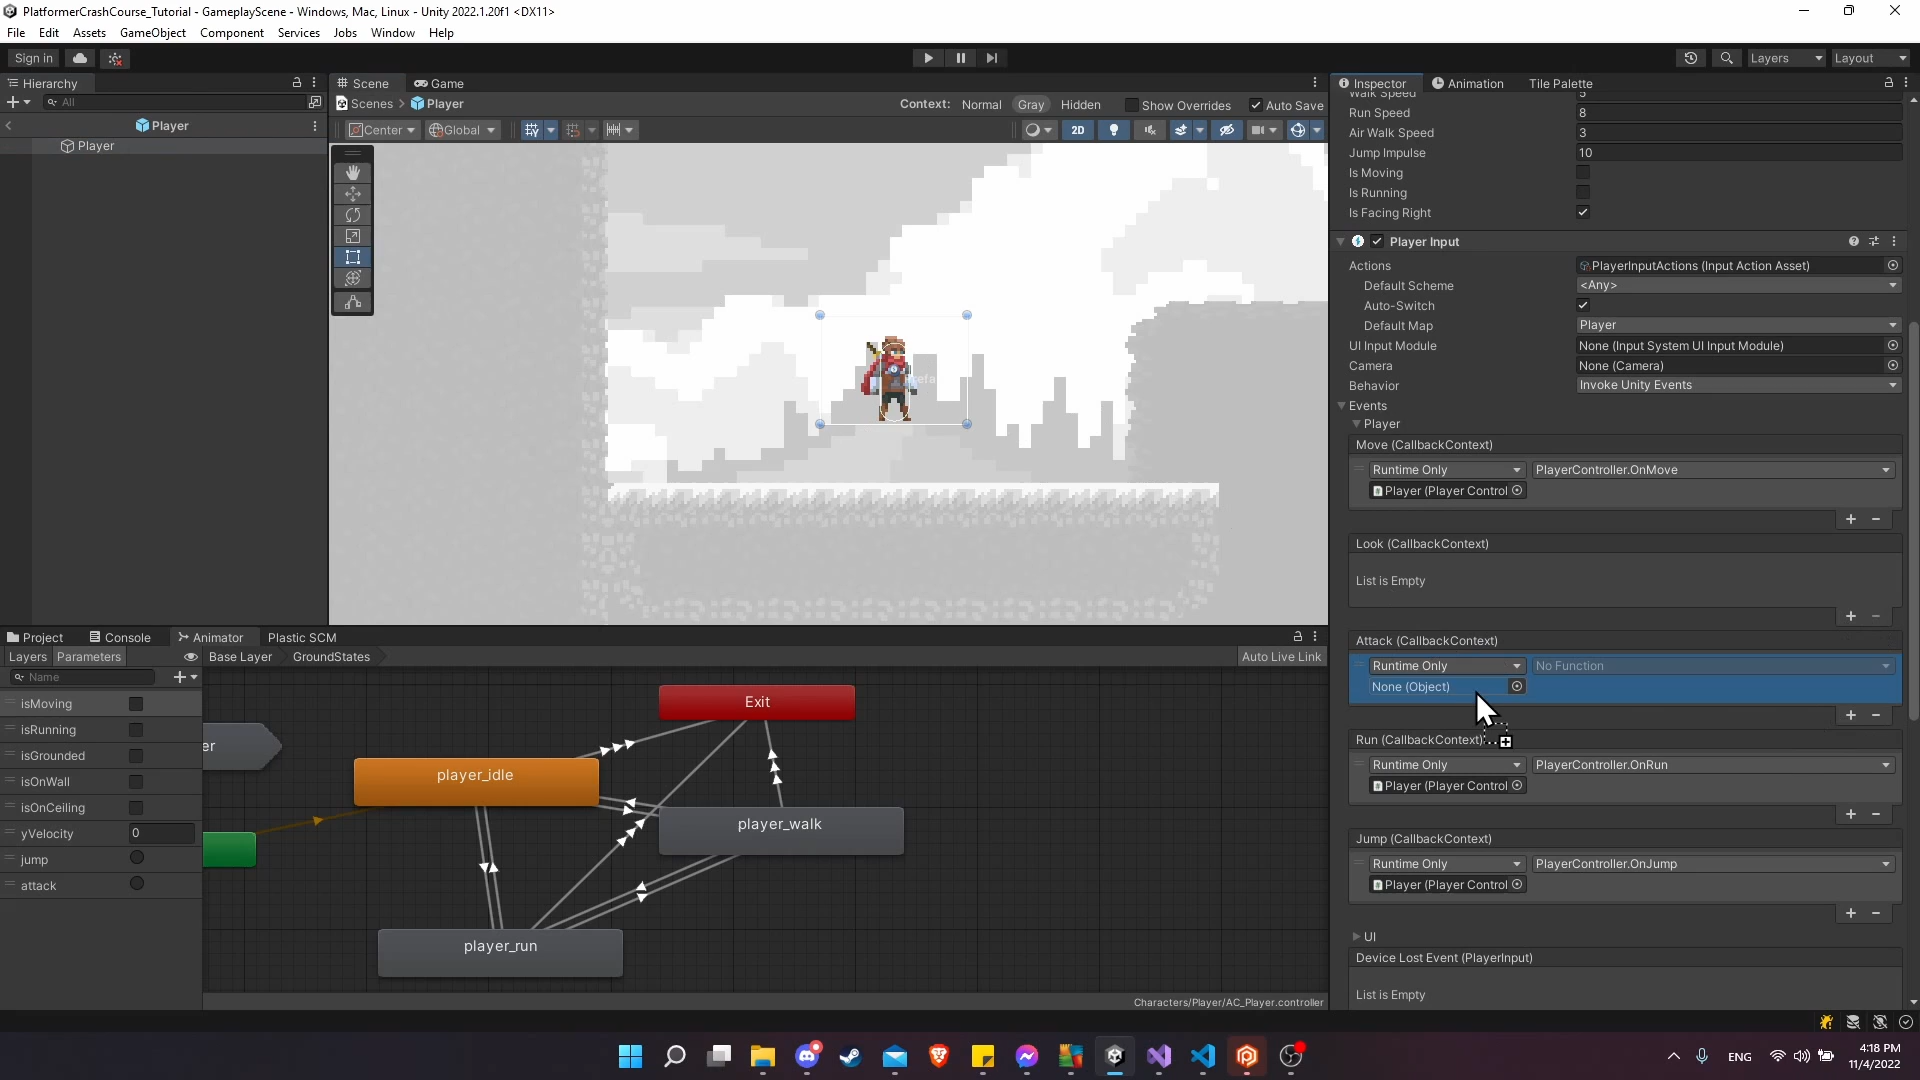 PlatformerCrashCourse_Tutorial - GameplayScene - Windows, Mac, Linux - Unity 2022.1.20f1 <DX11>
File Edit Assets GameObject Component Services Jobs Window Help
Sign in
Layers
Layout
Hierarchy
All
Player
Player
Scene
Game
Scenes
Player
Context:
Normal
Gray
Hidden
Show Overrides
Auto Save
Center
Global
2D
Project
Console
Animator
Plastic SCM
Layers
Parameters
Base Layer
GroundStates
Auto Live Link
Name
isMoving
isRunning
isGrounded
isOnWall
isOnCeiling
yVelocity 0
jump
attack
er
Exit
player_idle
player_walk
player_run
Characters/Player/AC_Player.controller
Inspector
Animation
Tile Palette
Walk Speed 5
Run Speed 8
Air Walk Speed 3
Jump Impulse 10
Is Moving
Is Running
Is Facing Right
Player Input
Actions PlayerInputActions (Input Action Asset)
Default Scheme <Any>
Auto-Switch
Default Map Player
UI Input Module None (Input System UI Input Module)
Camera None (Camera)
Behavior Invoke Unity Events
Events
Player
Move (CallbackContext)
Runtime Only PlayerController.OnMove
Player (Player Control
Look (CallbackContext)
List is Empty
Attack (CallbackContext)
Runtime Only No Function
None (Object)
Run (CallbackContext)
Runtime Only PlayerController.OnRun
Player (Player Control
Jump (CallbackContext)
Runtime Only PlayerController.OnJump
Player (Player Control
UI
Device Lost Event (PlayerInput)
List is Empty
ENG
4:18 PM
11/4/2022